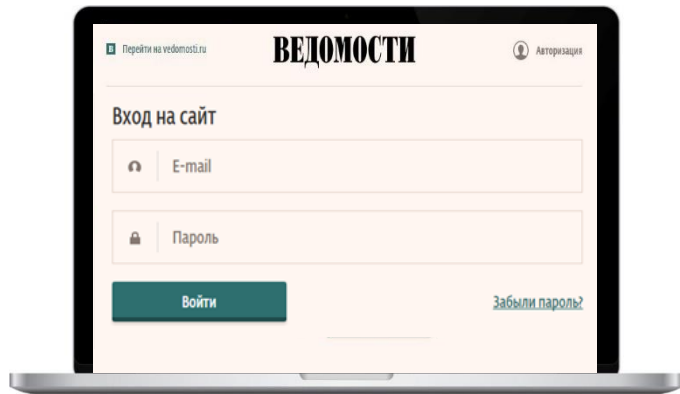 В Перейти на vedomosti.ru
ВЕДОМОСТИ
Авторизация
Вход на сайт
E-mail
Пароль
Войти
Забыли пароль?